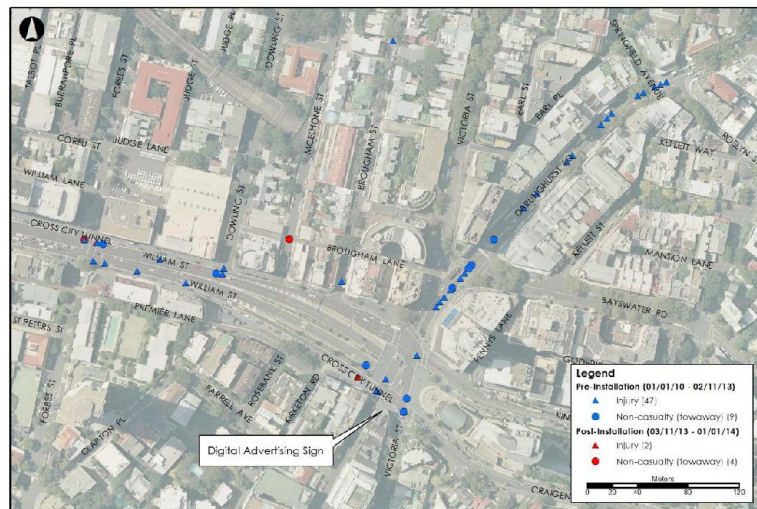 TALBOT PL
BURRAHPORE PL
FORBES ST
JUDGE ST
JUDGE PL
DOWLING ST
MCELHONE ST
BROUGHAM ST
VICTORIA ST
EARL ST
EARL PL
SPRINGFIELD AVENUE
CORFU ST
JUDGE LANE
WILLIAM LANE
CROSS CITY TUNNEL
WILLIAM ST
DOWLING ST
BROUGHAM LANE
DARLINGHURST RD
KELLETT WAY
ROSLYN ST
KELLETT ST
MANSION LANE
BAYSWATER RD
WILLIAM ST
PREMIER LANE
ST PETERS ST
FORBES ST
CLAPTON PL
FARRELL AVE
ROSEBANK ST
KIRKETON RD
CROSS CITY TUNNEL
PENNYS LANE
VICTORIA ST
Digital Advertising Sign
Legend
Pre-Installation (01/01/10 - 02/11/13)
Injury (47)
Non-casualty (towaway) (9)
Post-Installation (03/11/13 - 01/01/14)
Injury (2)
Non-casualty (towaway) (4)
Meters
0 20 40 80 120